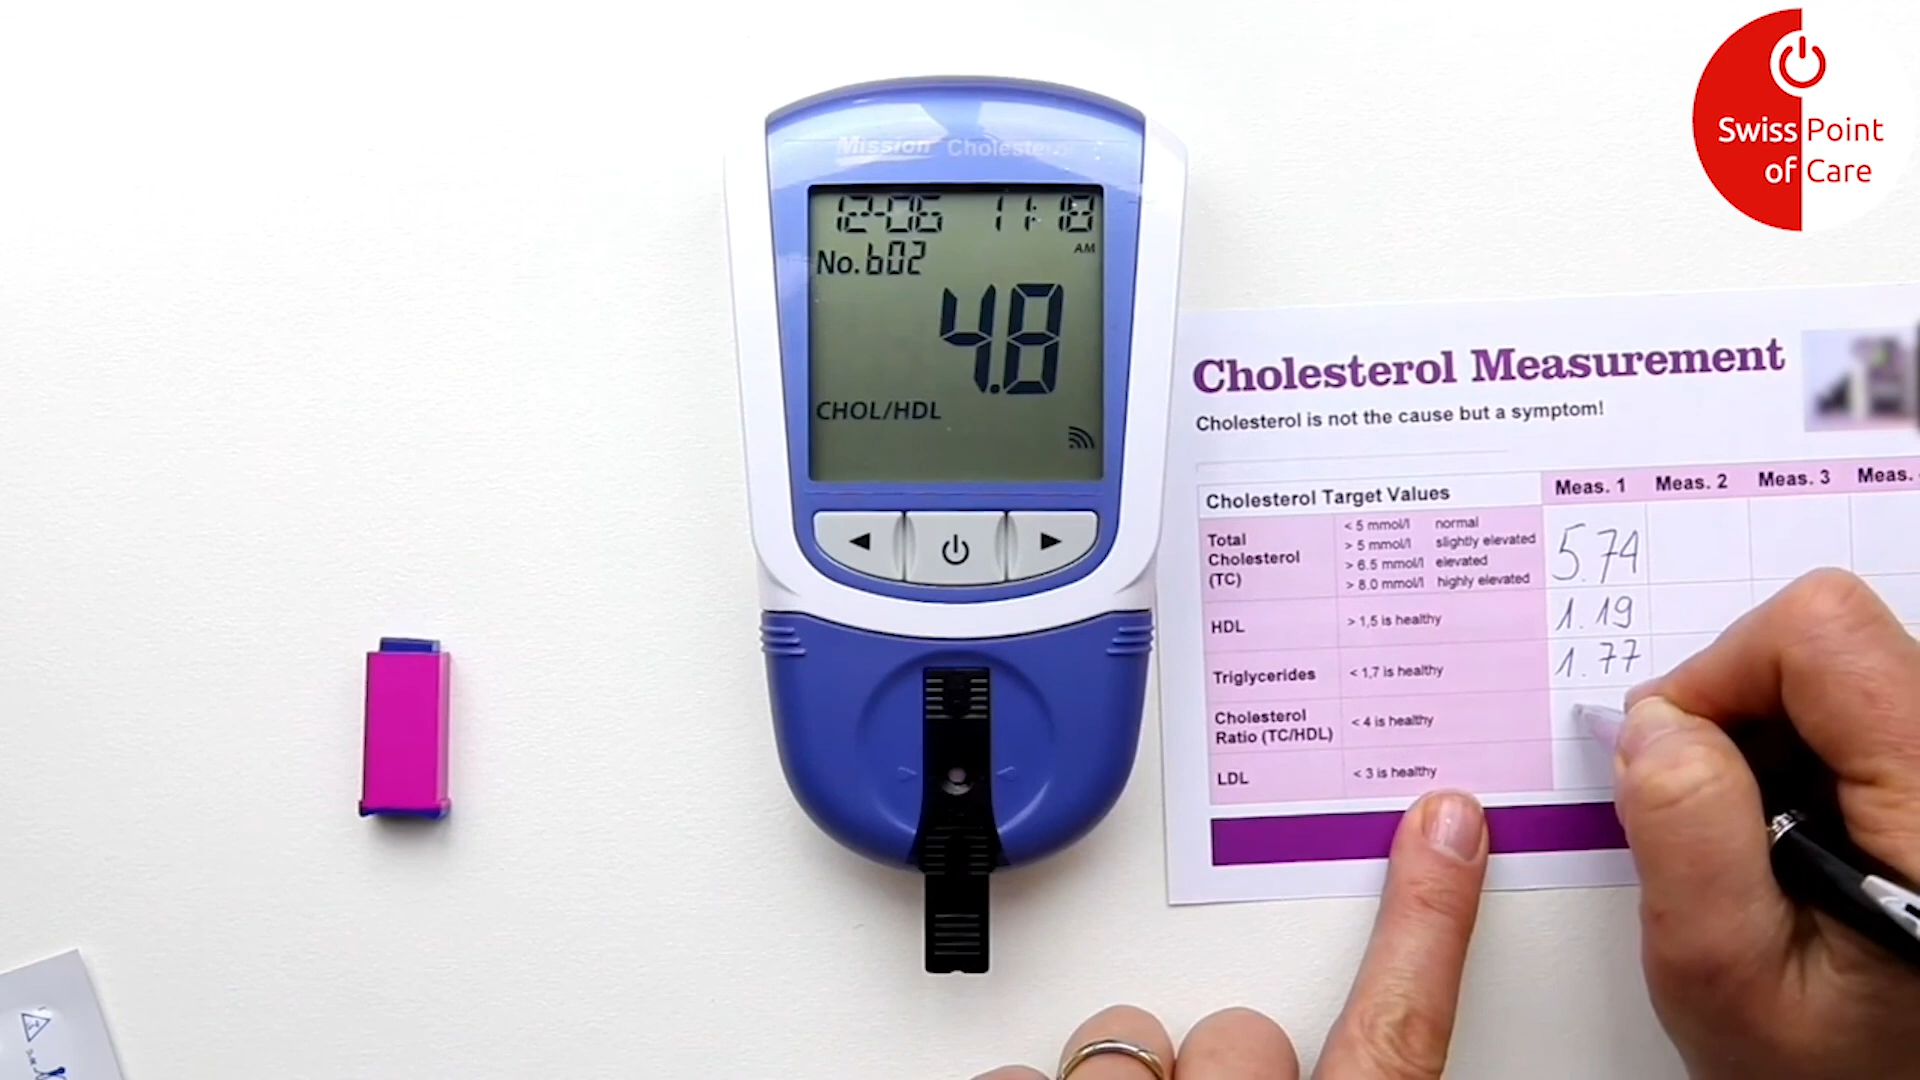 Swiss Point
of Care
Mission Cholesterol
12-06 11:18
AM
No. b02
4.8
CHOL/HDL
Cholesterol Measurement
Cholesterol is not the cause but a symptom!
Cholesterol Target Values Meas. 1 Meas. 2 Meas. 3 Meas.
Total Cholesterol (TC)
< 5 mmol/l normal
> 5 mmol/l slightly elevated
> 6.5 mmol/l elevated
> 8.0 mmol/l highly elevated
5.74
HDL > 1,5 is healthy 1.19
Triglycerides < 1,7 is healthy 1.77
Cholesterol
Ratio (TC/HDL) < 4 is healthy
LDL < 3 is healthy